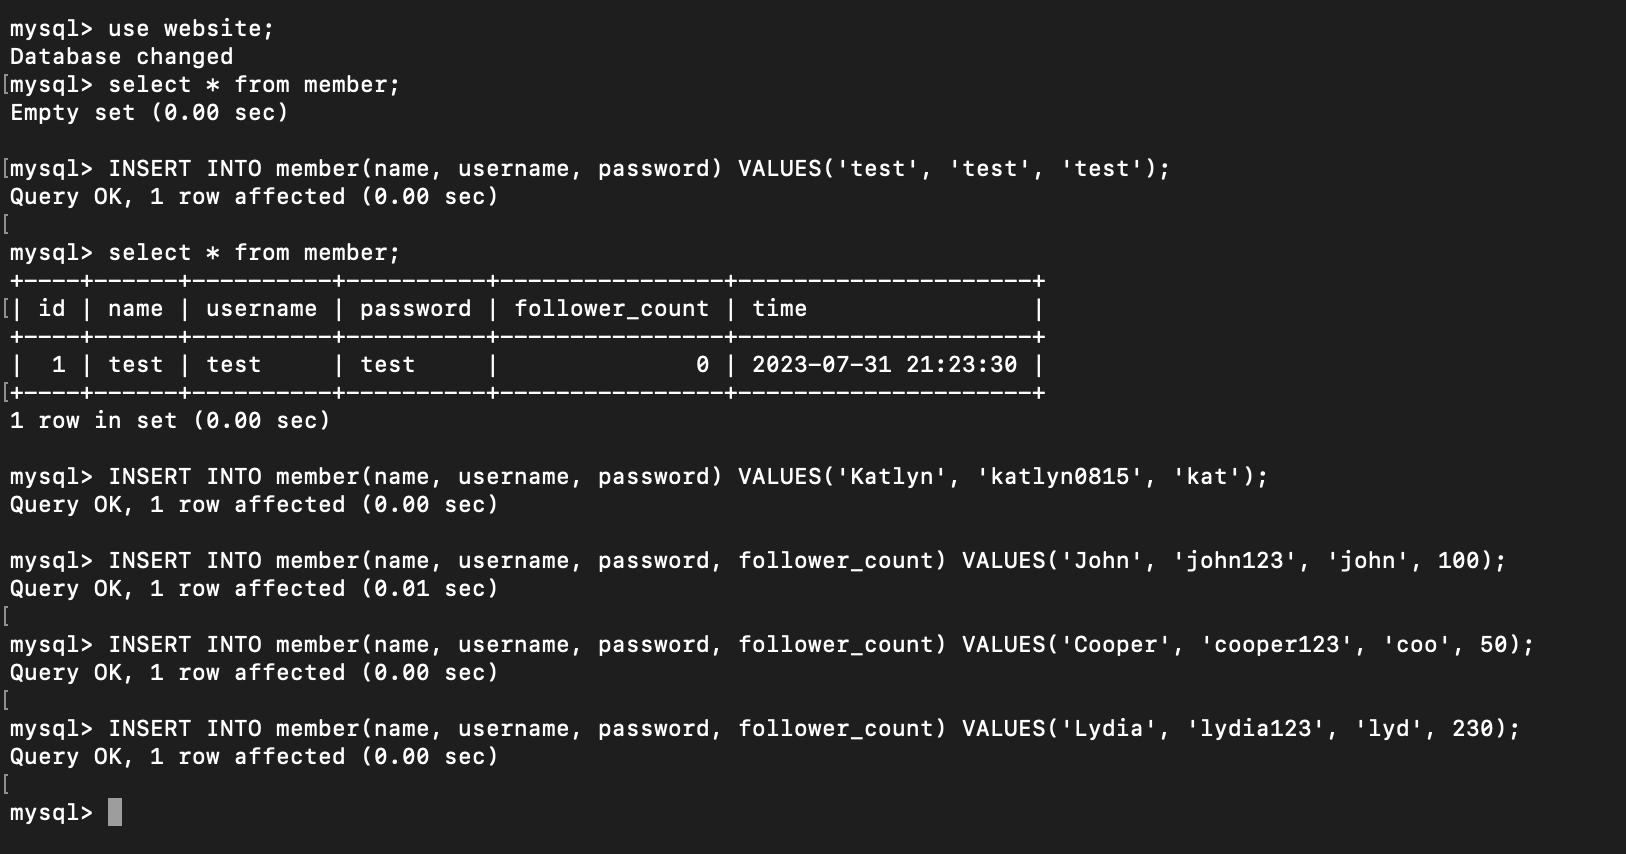 mysql> use website;
Database changed
[mysql> select * from member;
Empty set (0.00 sec)
[mysql> INSERT INTO member(name, username, password) VALUES('test', 'test', 'test');
Query OK, 1 row affected (0.00 sec)
[
mysql> select * from member;
+----+------+----------+----------+----------------+---------------------+
[| id | name | username | password | follower_count | time                |
+----+------+----------+----------+----------------+---------------------+
|  1 | test | test     | test     |              0 | 2023-07-31 21:23:30 |
[+----+------+----------+----------+----------------+---------------------+
1 row in set (0.00 sec)
mysql> INSERT INTO member(name, username, password) VALUES('Katlyn', 'katlyn0815', 'kat');
Query OK, 1 row affected (0.00 sec)
mysql> INSERT INTO member(name, username, password, follower_count) VALUES('John', 'john123', 'john', 100);
Query OK, 1 row affected (0.01 sec)
[
mysql> INSERT INTO member(name, username, password, follower_count) VALUES('Cooper', 'cooper123', 'coo', 50);
Query OK, 1 row affected (0.00 sec)
[
mysql> INSERT INTO member(name, username, password, follower_count) VALUES('Lydia', 'lydia123', 'lyd', 230);
Query OK, 1 row affected (0.00 sec)
[
mysql>